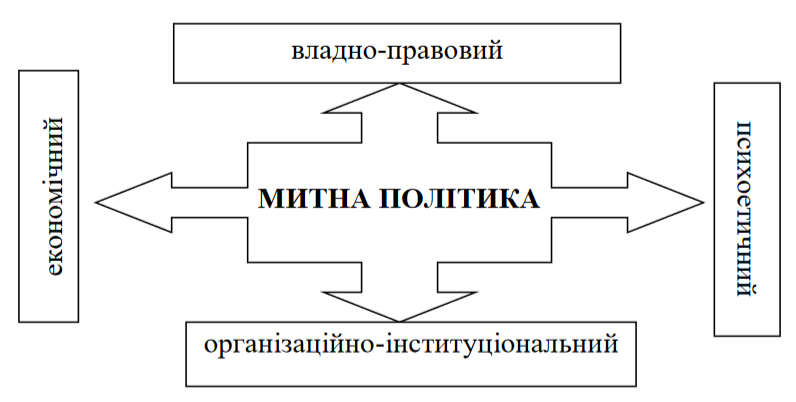 владно-правовий
економічний
МИТНА ПОЛІТИКА
психоетичний
організаційно-інституціональний